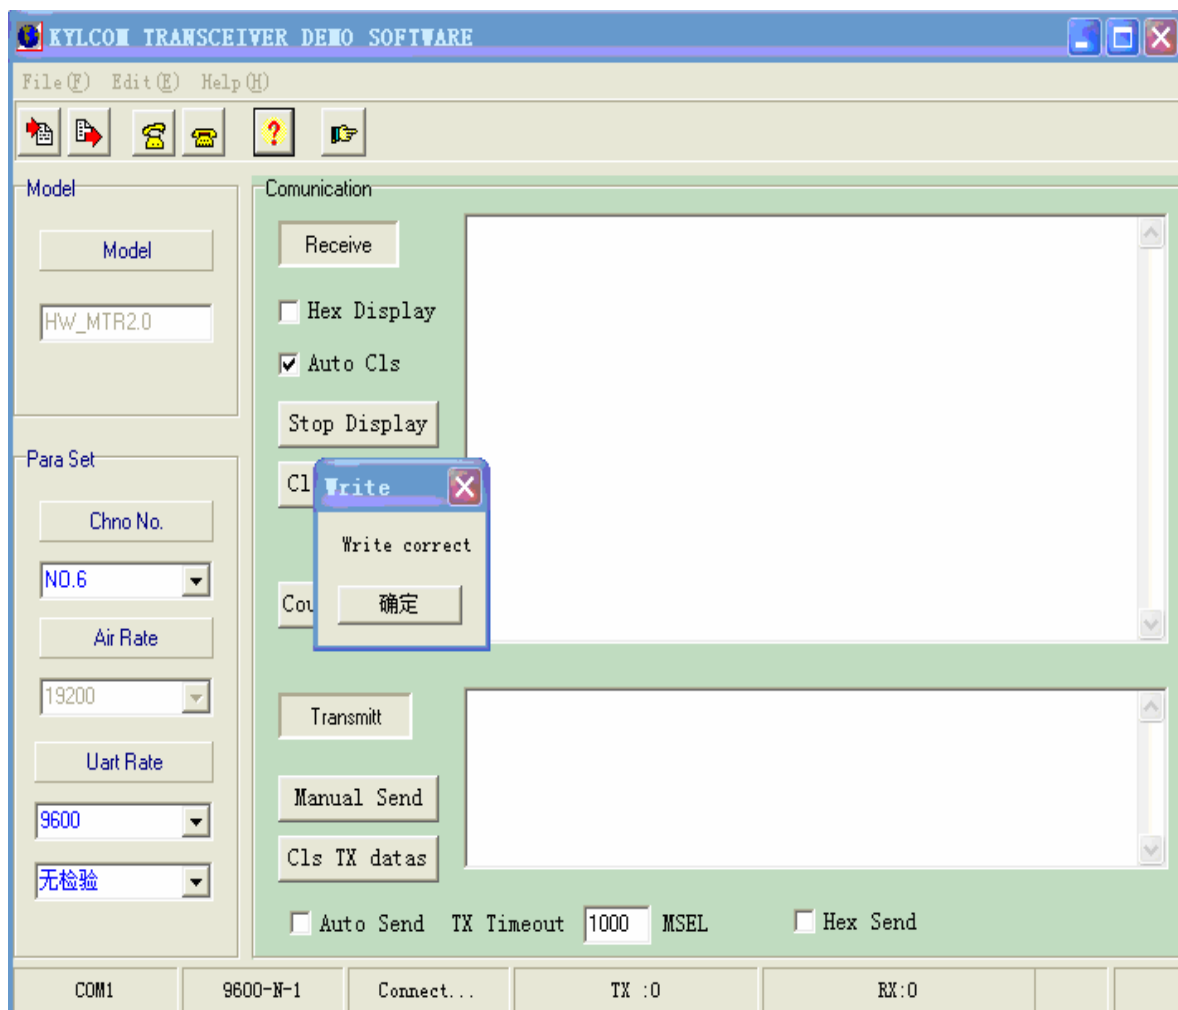 KYLCOM TRANSCEIVER DEMO SOFTWARE
File(F) Edit(E) Help(H)
Model
Model
HW_MTR2.0
Para Set
Chno No.
NO.6
Air Rate
19200
Uart Rate
9600
无检验
Comunication
Receive
Hex Display
Auto Cls
Stop Display
Cl
Cou
Write
Write correct
确定
Transmitt
Manual Send
Cls TX datas
Auto Send TX Timeout 1000 MSEL Hex Send
COM1 9600-N-1 Connect... TX :0 RX:0